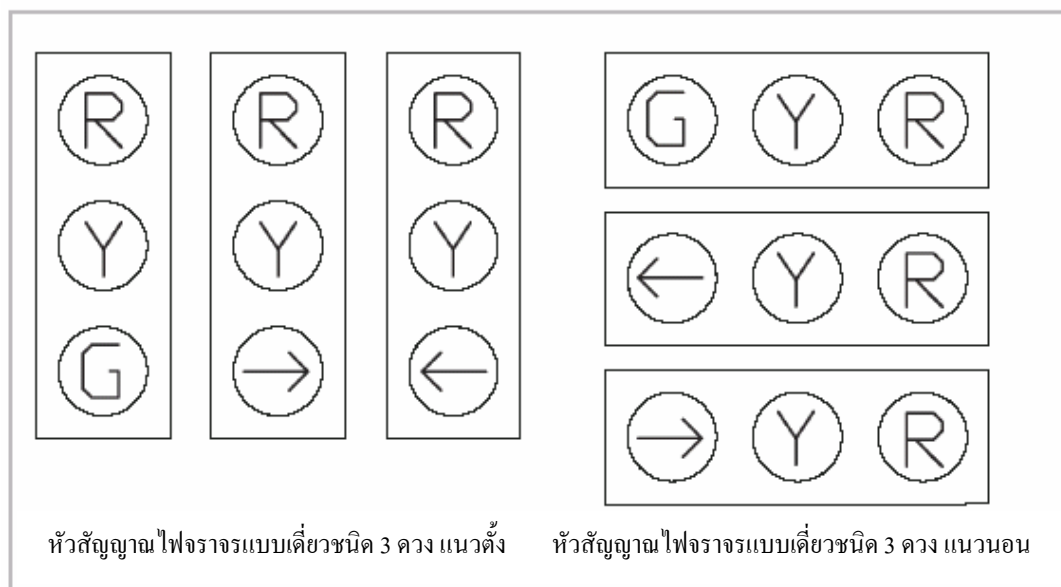 R R R G Y R
Y Y Y ← Y R
G → ← → Y R
หัวสัญญาณไฟจราจรแบบเดี่ยวชนิด 3 ดวง แนวตั้ง หัวสัญญาณไฟจราจรแบบเดี่ยวชนิด 3 ดวง แนวนอน